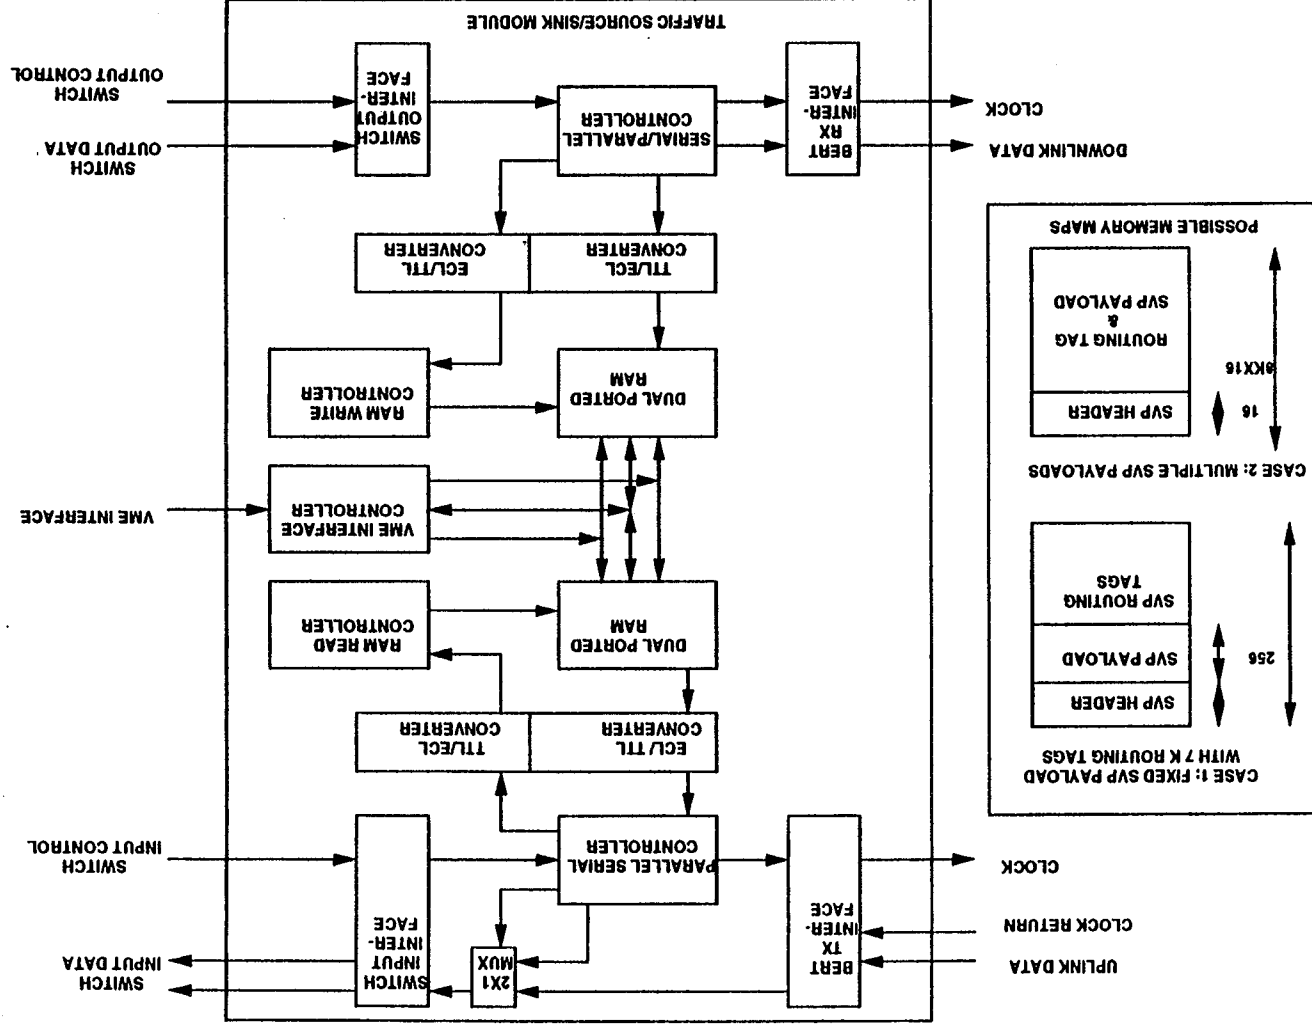 UPLINK DATA
CLOCK RETURN
CLOCK
BERT
TX
INTER-
FACE
2X1
MUX
SWITCH
INPUT
INTER-
FACE
SWITCH
INPUT DATA
PARALLEL SERIAL
CONTROLLER
SWITCH
INPUT CONTROL
CASE 1: FIXED SVP PAYLOAD
WITH 7 K ROUTING TAGS
256
SVP HEADER
SVP PAYLOAD
SVP ROUTING
TAGS
CASE 2: MULTIPLE SVP PAYLOADS
16
8KX16
SVP HEADER
ROUTING TAG
&
SVP PAYLOAD
POSSIBLE MEMORY MAPS
ECL/ TTL
CONVERTER
TTL/ECL
CONVERTER
DUAL PORTED
RAM
RAM READ
CONTROLLER
VME INTERFACE
CONTROLLER
VME INTERFACE
DUAL PORTED
RAM
RAM WRITE
CONTROLLER
TTL/ECL
CONVERTER
ECL/TTL
CONVERTER
DOWNLINK DATA
CLOCK
BERT
RX
INTER-
FACE
SERIAL/PARALLEL
CONTROLLER
SWITCH
OUTPUT
INTER-
FACE
SWITCH
OUTPUT DATA
SWITCH
OUTPUT CONTROL
TRAFFIC SOURCE/SINK MODULE